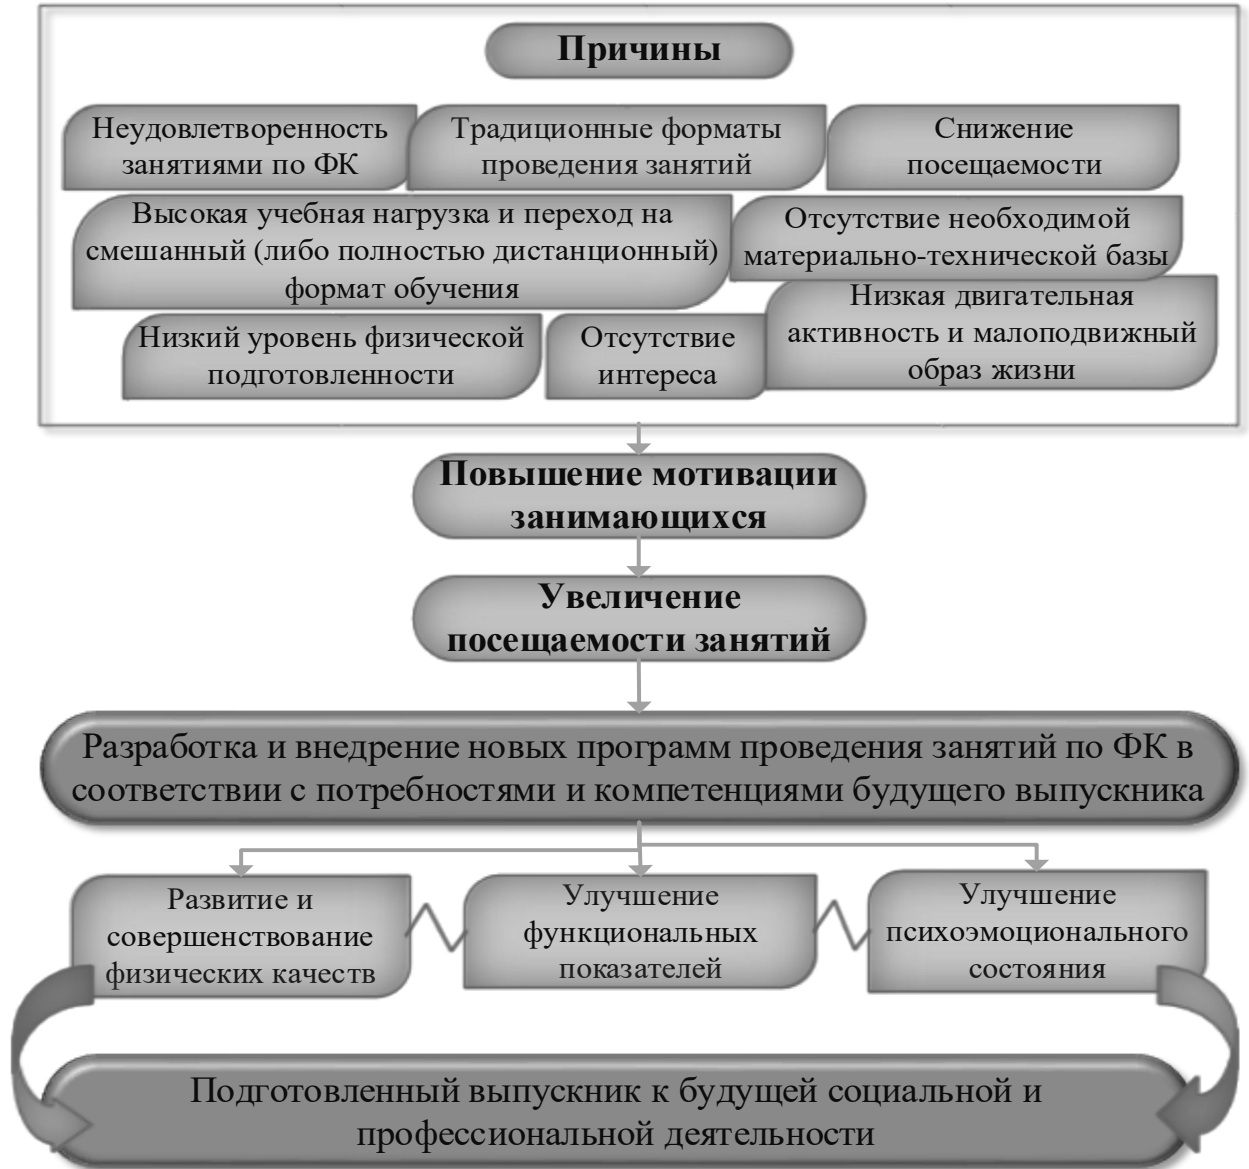 Причины
Неудовлетворенность
занятиями по ФК
Традиционные форматы
проведения занятий
Снижение
посещаемости
Высокая учебная нагрузка и переход на
смешанный (либо полностью дистанционный)
формат обучения
Отсутствие необходимой
материально-технической базы
Низкий уровень физической
подготовленности
Отсутствие
интереса
Низкая двигательная
активность и малоподвижный
образ жизни
Повышение мотивации
занимающихся
Увеличение
посещаемости занятий
Разработка и внедрение новых программ проведения занятий по ФК в
соответствии с потребностями и компетенциями будущего выпускника
Развитие и
совершенствование
физических качеств
Улучшение
функциональных
показателей
Улучшение
психоэмоционального
состояния
Подготовленный выпускник к будущей социальной и
профессиональной деятельности